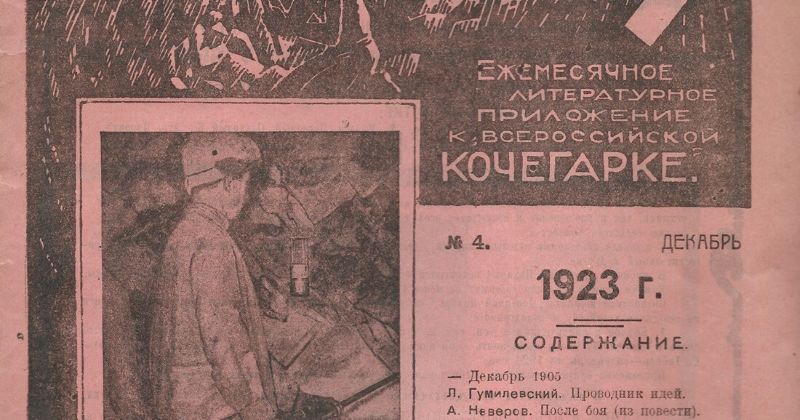 ЕЖЕМЕСЯЧНОЕ
ЛИТЕРАТУРНОЕ
ПРИЛОЖЕНИЕ
К „ВСЕРОССИЙСКОЙ
КОЧЕГАРКЕ."
№ 4. ДЕКАБРЬ
1923 г.
СОДЕРЖАНИЕ.
— Декабрь 1905
Л. Гумилевский. Проводник идей.
А. Неверов. После боя (из повести).